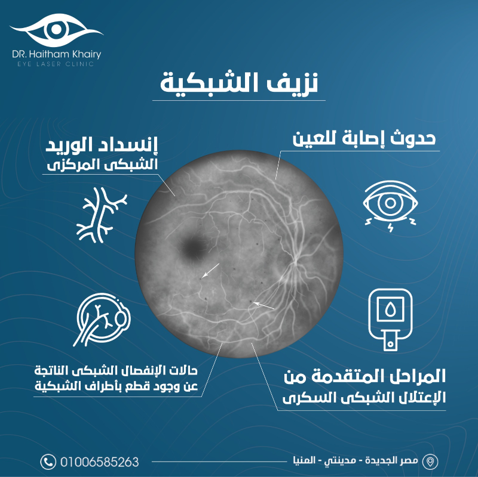 DR. Haitham Khairy
EYE LASER CLINIC
نزيف الشبكية
حدوث إصابة للعين
إنسداد الوريد
الشبكى المركزى
المراحل المتقدمة من
الإعتلال الشبكى السكرى
حالات الإنفصال الشبكى الناتجة
عن وجود قطع بأطراف الشبكية
مصر الجديدة - مدينتي - المنيا
01006585263